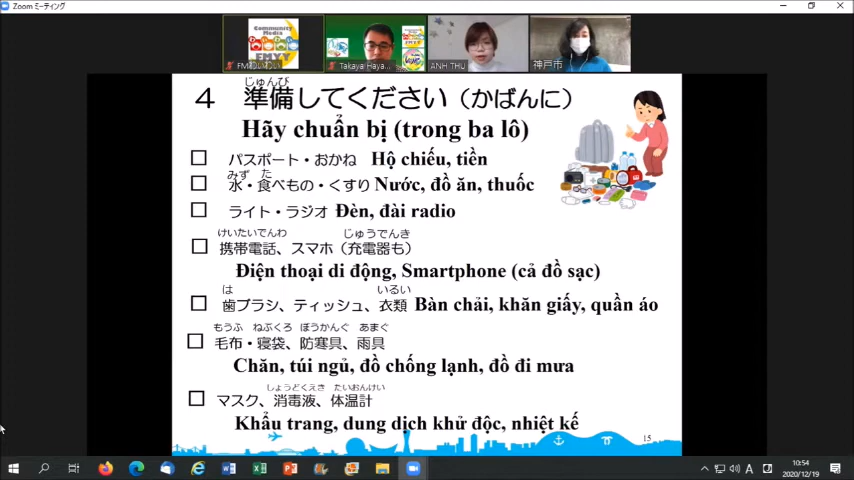 Zoom ミーティング
Community
Media
FMYY
FMわいわい
Takaya Haya...
ANH THU
神戸市
じゅんび
4 準備してください（かばんに）
Hãy chuẩn bị (trong ba lô)
パスポート・おかね Hộ chiếu, tiền
みず た
水・食べもの・くすり Nước, đồ ăn, thuốc
ライト・ラジオ Đèn, đài radio
けいたいでんわ じゅうでんき
携帯電話、スマホ（充電器も）
Điện thoại di động, Smartphone (cả đồ sạc)
は いるい
歯ブラシ、ティッシュ、衣類 Bàn chải, khăn giấy, quần áo
もうふ ねぶくろ ぼうかんぐ あまぐ
毛布・寝袋、防寒具、雨具
Chăn, túi ngủ, đồ chống lạnh, đồ đi mưa
しょうどくえき たいおんけい
マスク、消毒液、体温計
Khẩu trang, dung dịch khử độc, nhiệt kế
15
A
10:54
2020/12/19